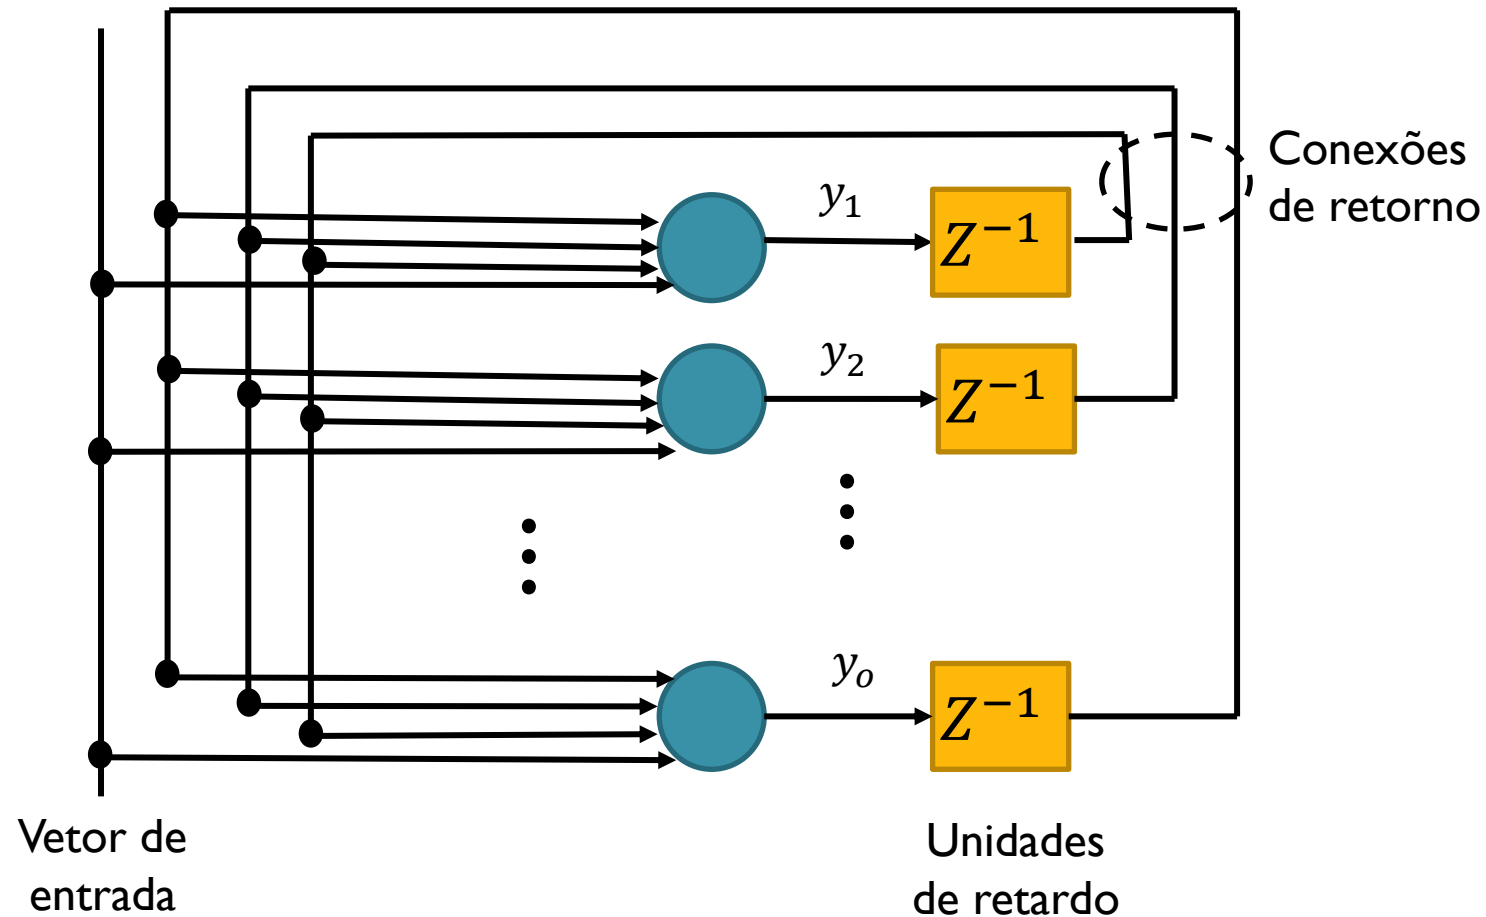 Conexões
de retorno
y₁
Z⁻¹
y₂
Z⁻¹
yₒ
Z⁻¹
Vetor de
entrada
Unidades
de retardo